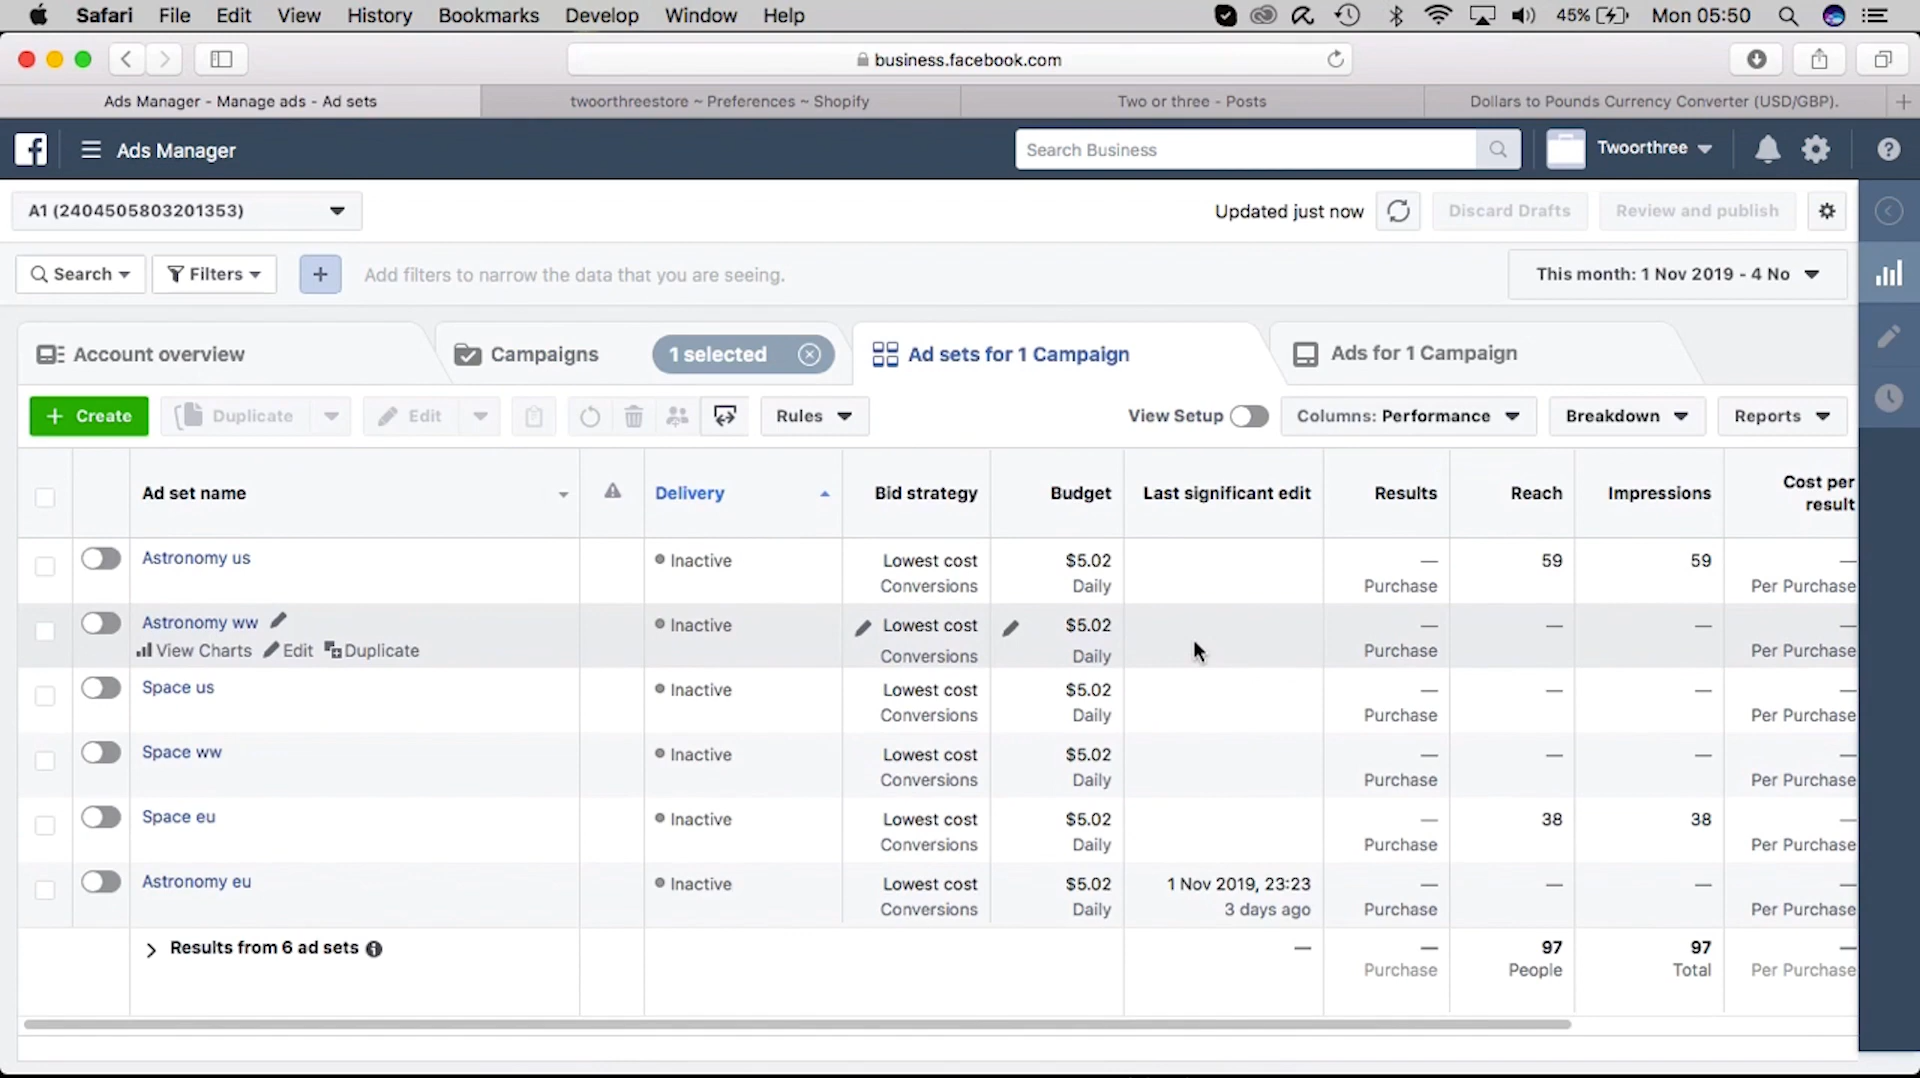 Safari File Edit View History Bookmarks Develop Window Help 45% Mon 05:50
business.facebook.com
Ads Manager - Manage ads - Ad sets twoorthreestore ~ Preferences ~ Shopify Two or three - Posts Dollars to Pounds Currency Converter (USD/GBP).
f Ads Manager Search Business Twoorthree
A1 (2404505803201353) Updated just now Discard Drafts Review and publish
Search Filters + Add filters to narrow the data that you are seeing. This month: 1 Nov 2019 - 4 No
Account overview Campaigns 1 selected Ad sets for 1 Campaign Ads for 1 Campaign
+ Create Duplicate Edit Rules View Setup Columns: Performance Breakdown Reports
Ad set name Delivery Bid strategy Budget Last significant edit Results Reach Impressions Cost per
result
Astronomy us Inactive Lowest cost $5.02 — 59 59 —
Conversions Daily Purchase Per Purchase
Astronomy ww Inactive Lowest cost $5.02 — — — —
View Charts Edit Duplicate Conversions Daily Purchase Per Purchase
Space us Inactive Lowest cost $5.02 — — — —
Conversions Daily Purchase Per Purchase
Space ww Inactive Lowest cost $5.02 — — — —
Conversions Daily Purchase Per Purchase
Space eu Inactive Lowest cost $5.02 — 38 38 —
Conversions Daily Purchase Per Purchase
Astronomy eu Inactive Lowest cost $5.02 1 Nov 2019, 23:23 — — — —
Conversions Daily 3 days ago Purchase Per Purchase
Results from 6 ad sets — — 97 97 —
Purchase People Total Per Purchase